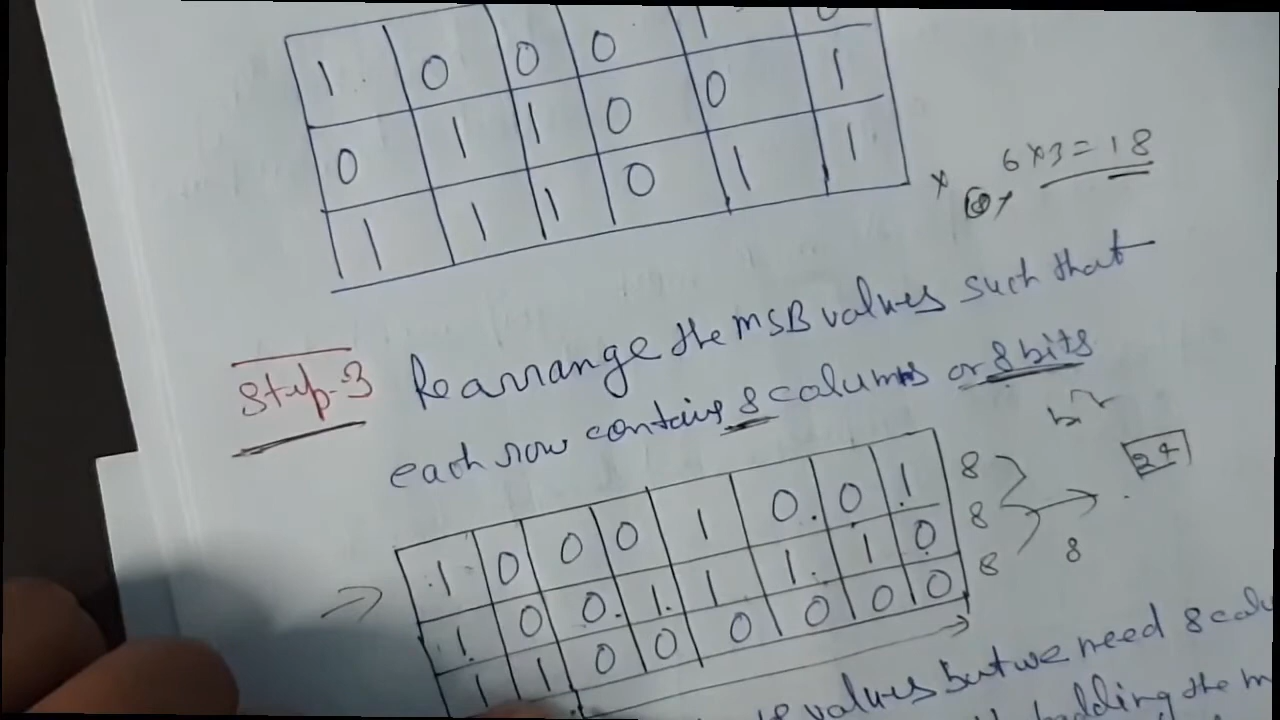 1 0 0 0 1 0
0 1 1 0 0 1
1 1 1 0 1 1
6×3=18
Step-3 Rearrange the MSB values such that
each row contains 8 columns or 8 bits
1 0 0 0 1 0 0 1 8
1 0 0 1 1 1 1 0 8
1 1 0 0 0 0 0 0 8
24
8
values but we need 8 colu
padding the m